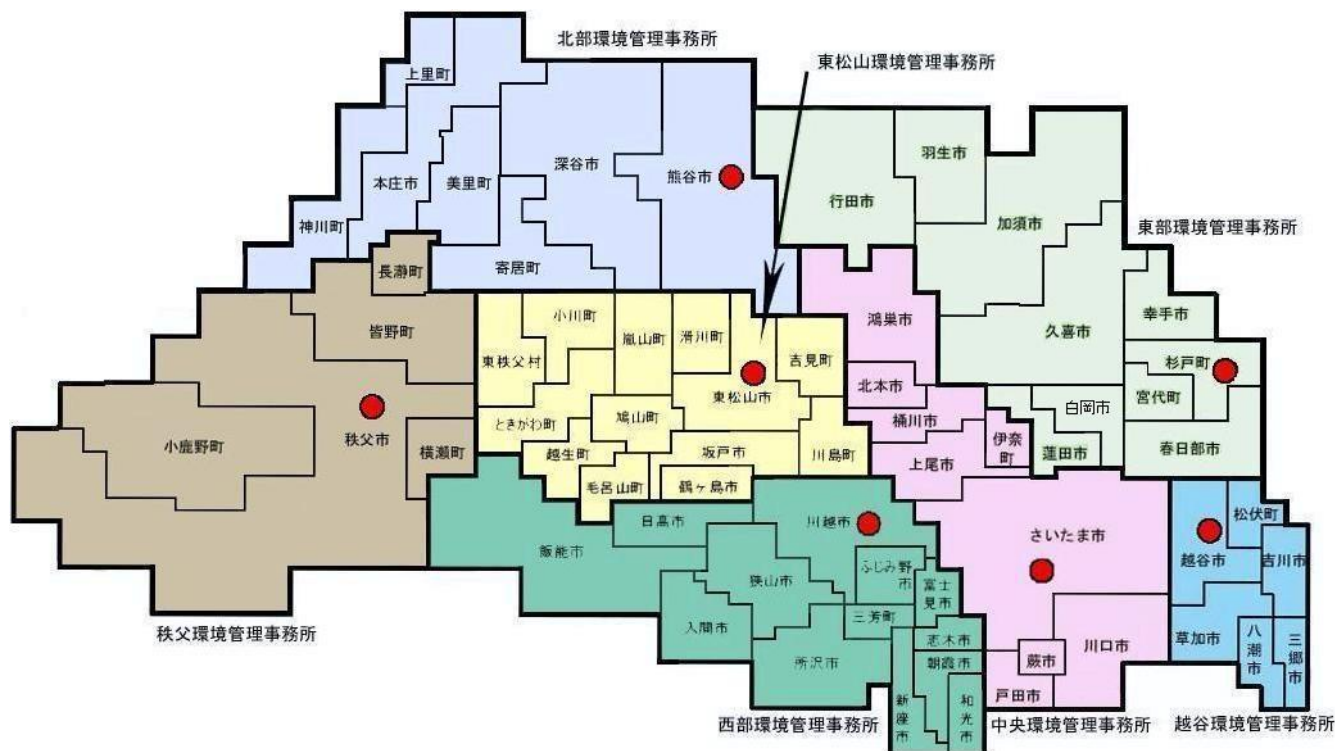 北部環境管理事務所
東松山環境管理事務所
上里町
本庄市
美里町
深谷市
熊谷市
神川町
寄居町
行田市
羽生市
加須市
東部環境管理事務所
長瀞町
皆野町
小川町
嵐山町
滑川町
吉見町
鴻巣市
久喜市
幸手市
杉戸町
東秩父村
東松山市
北本市
宮代町
白岡市
桶川市
伊奈町
ときがわ町
鳩山町
小鹿野町
秩父市
横瀬町
越生町
坂戸市
川島町
上尾市
蓮田市
春日部市
毛呂山町
鶴ヶ島市
日高市
川越市
さいたま市
松伏町
越谷市
吉川市
飯能市
狭山市
ふじみ野市
富士見市
三芳町
入間市
所沢市
志木市
朝霞市
蕨市
川口市
草加市
八潮市
三郷市
戸田市
新座市
和光市
秩父環境管理事務所
西部環境管理事務所
中央環境管理事務所
越谷環境管理事務所